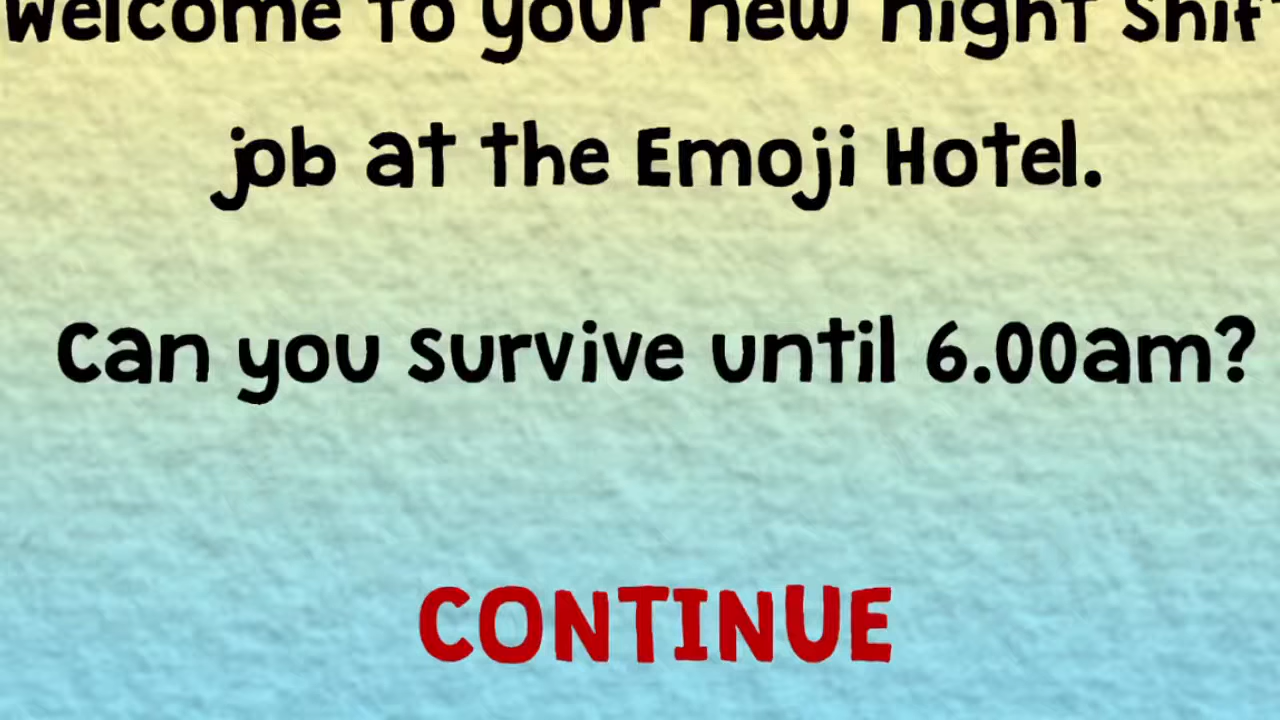 Welcome to your new night shift
job at the Emoji Hotel.
Can you survive until 6.00am?
CONTINUE